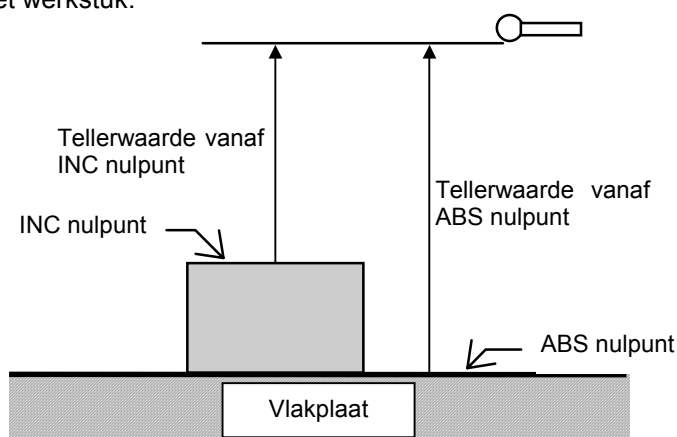 et werkstuk.
Tellerwaarde vanaf
INC nulpunt
Tellerwaarde vanaf
ABS nulpunt
INC nulpunt
ABS nulpunt
Vlakplaat